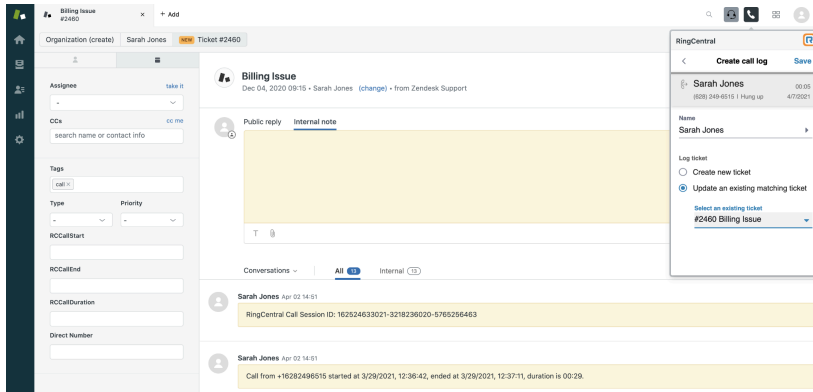 Billing Issue
#2460
×
+ Add
Organization (create)
Sarah Jones
NEW Ticket #2460
Assignee
take it
-
CCs
cc me
search name or contact info
Tags
call ×
Type
Priority
-
-
RCCallStart
RCCallEnd
RCCallDuration
Direct Number
Billing Issue
Dec 04, 2020 09:15 • Sarah Jones (change) • from Zendesk Support
Public reply Internal note
T
Conversations All 13 Internal 13
Sarah Jones Apr 02 14:51
RingCentral Call Session ID: 162524633021-3218236020-5765256463
Sarah Jones Apr 02 14:51
Call from +16282496515 started at 3/29/2021, 12:36:42, ended at 3/29/2021, 12:37:11, duration is 00:29.
RingCentral
< Create call log Save
Sarah Jones 00:05
(628) 249-6515 | Hung up 4/7/2021
Name
Sarah Jones
Log ticket
Create new ticket
Update an existing matching ticket
Select an existing ticket
#2460 Billing Issue